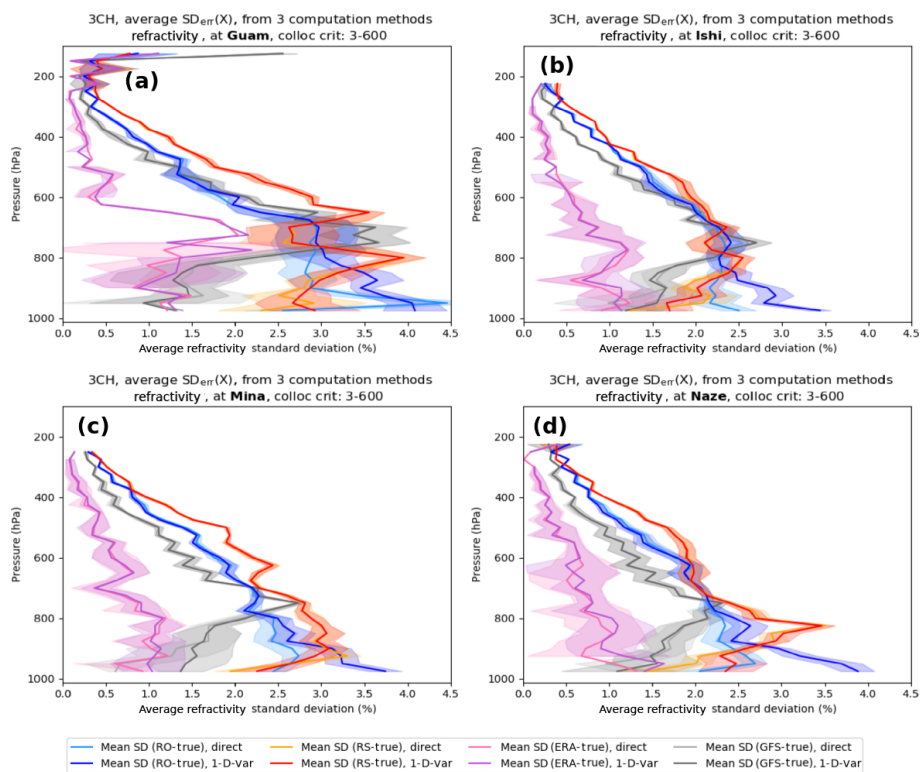 3CH, average SDerr(X), from 3 computation methods
refractivity , at Guam, colloc crit: 3-600
(a)
Pressure (hPa)
200
400
600
800
1000
0.0 0.5 1.0 1.5 2.0 2.5 3.0 3.5 4.0 4.5
Average refractivity standard deviation (%)
3CH, average SDerr(X), from 3 computation methods
refractivity , at Ishi, colloc crit: 3-600
(b)
Pressure (hPa)
200
400
600
800
1000
0.0 0.5 1.0 1.5 2.0 2.5 3.0 3.5 4.0 4.5
Average refractivity standard deviation (%)
3CH, average SDerr(X), from 3 computation methods
refractivity , at Mina, colloc crit: 3-600
(c)
Pressure (hPa)
200
400
600
800
1000
0.0 0.5 1.0 1.5 2.0 2.5 3.0 3.5 4.0 4.5
Average refractivity standard deviation (%)
3CH, average SDerr(X), from 3 computation methods
refractivity , at Naze, colloc crit: 3-600
(d)
Pressure (hPa)
200
400
600
800
1000
0.0 0.5 1.0 1.5 2.0 2.5 3.0 3.5 4.0 4.5
Average refractivity standard deviation (%)
Mean SD (RO-true), direct Mean SD (RS-true), direct Mean SD (ERA-true), direct Mean SD (GFS-true), direct
Mean SD (RO-true), 1-D-var Mean SD (RS-true), 1-D-var Mean SD (ERA-true), 1-D-var Mean SD (GFS-true), 1-D-var